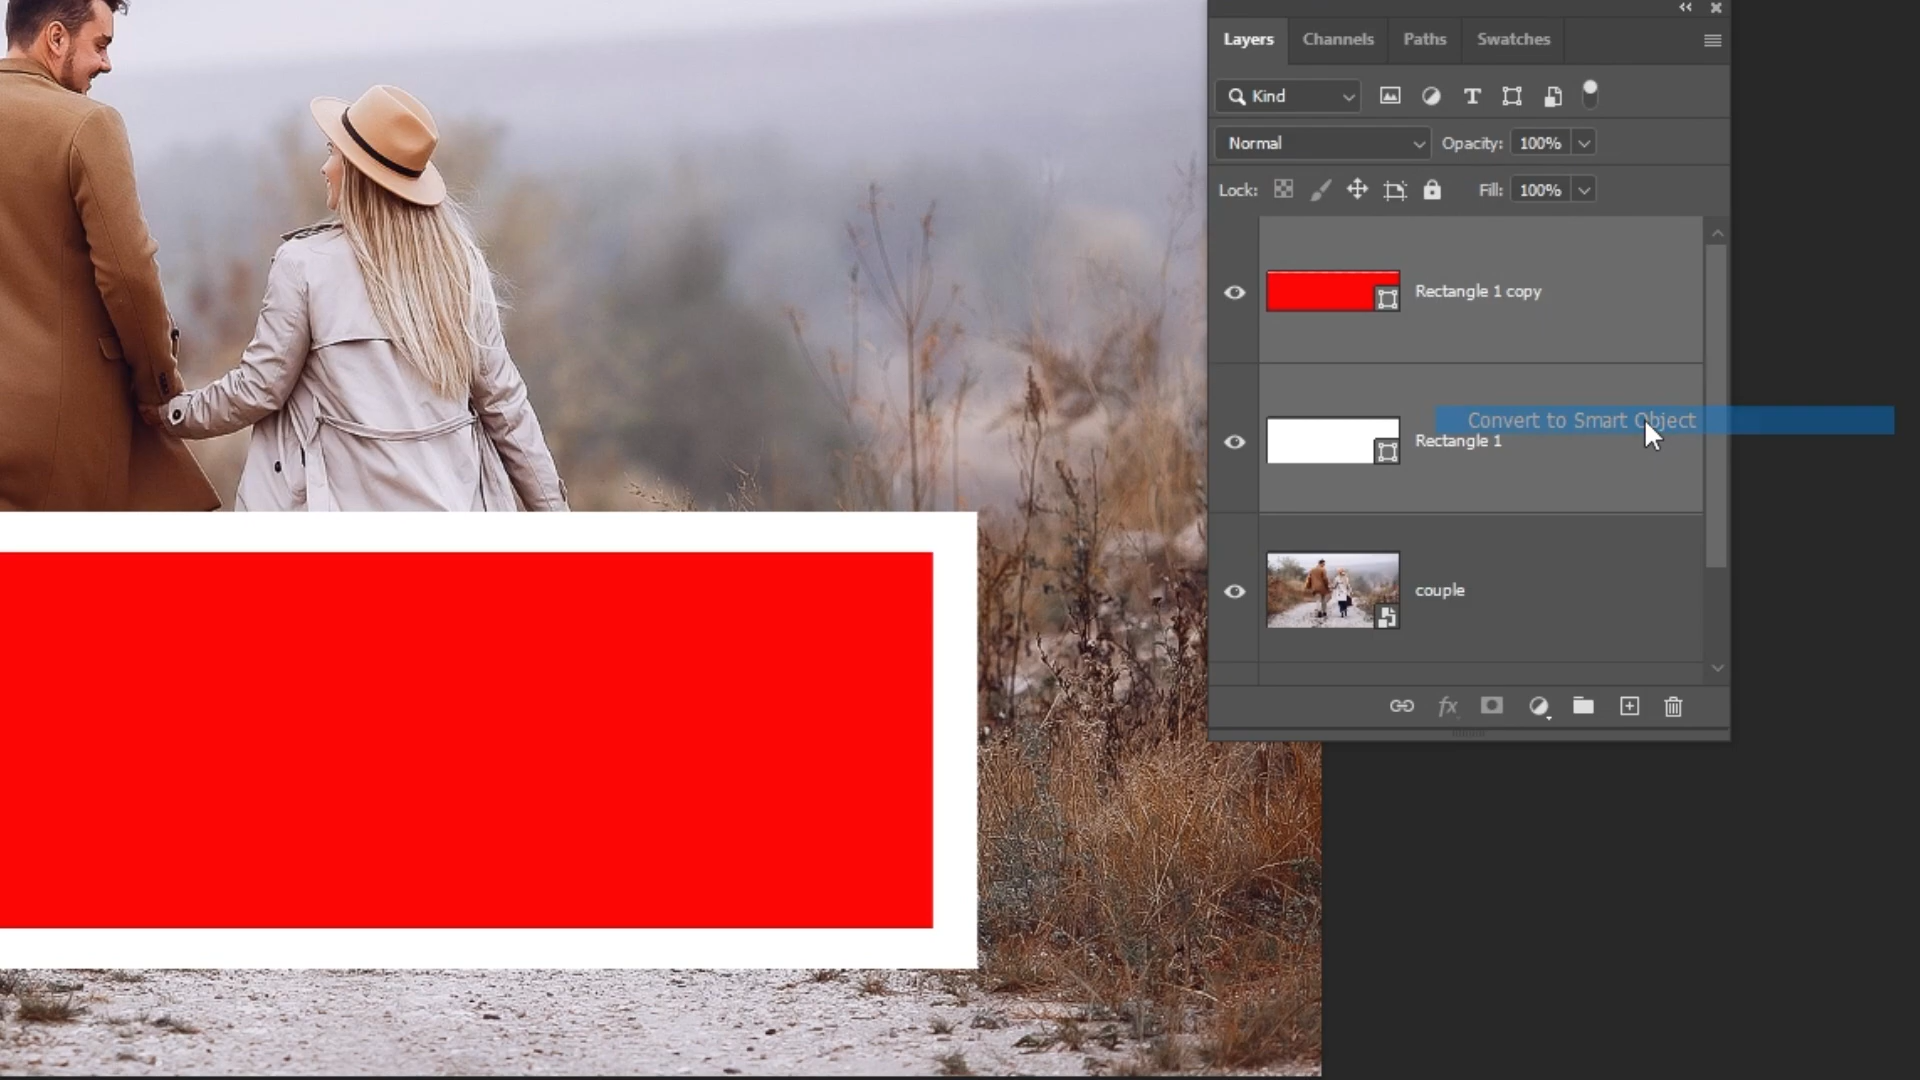 Layers Channels Paths Swatches
Kind
Normal Opacity: 100%
Lock: Fill: 100%
Rectangle 1 copy
Convert to Smart Object
Rectangle 1
couple
fx